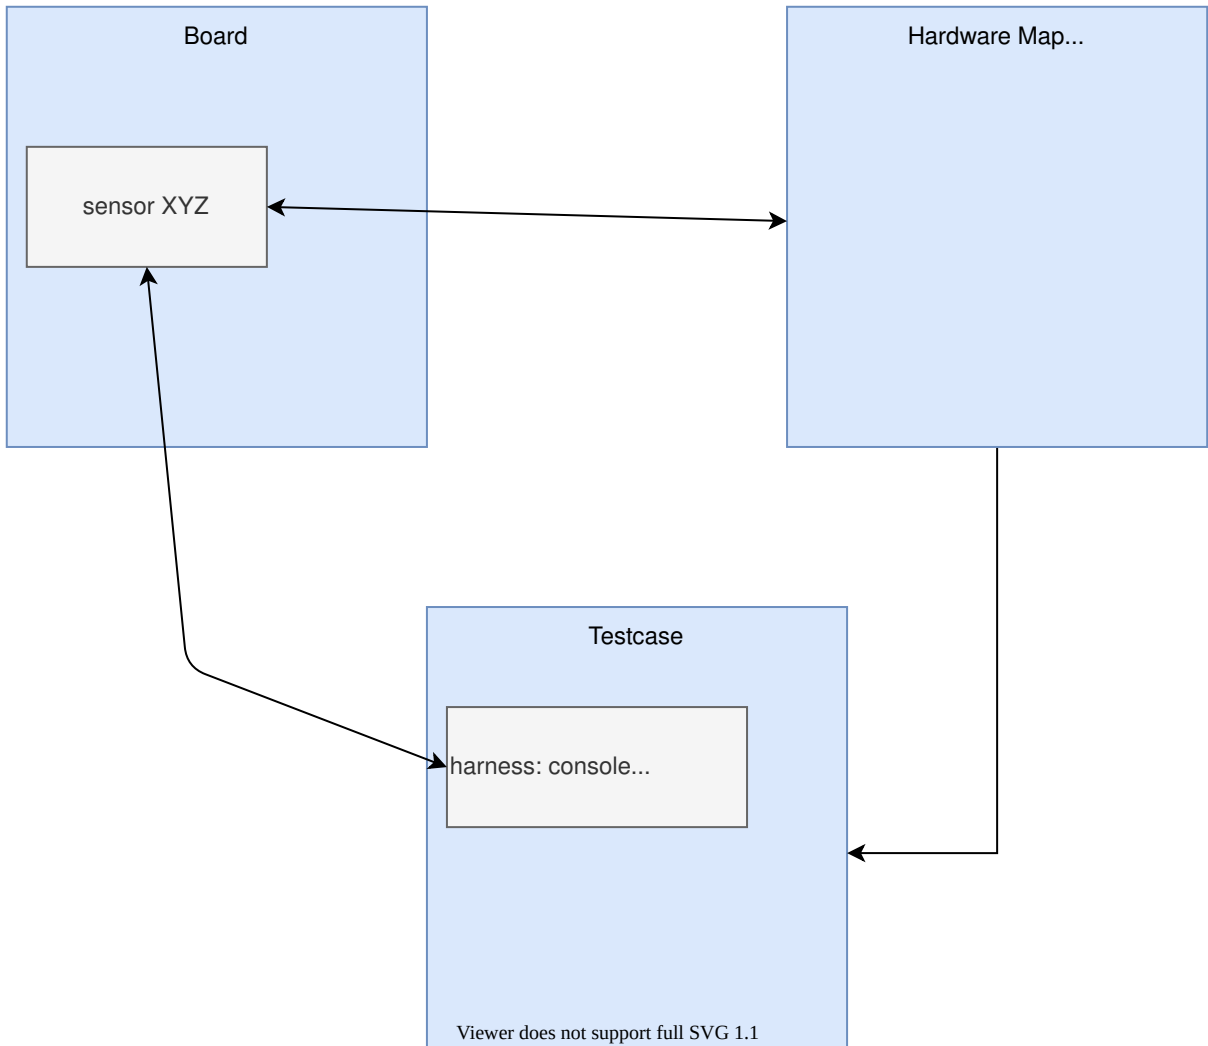 Board
Hardware Map...
sensor XYZ
Testcase
harness: console...
Viewer does not support full SVG 1.1